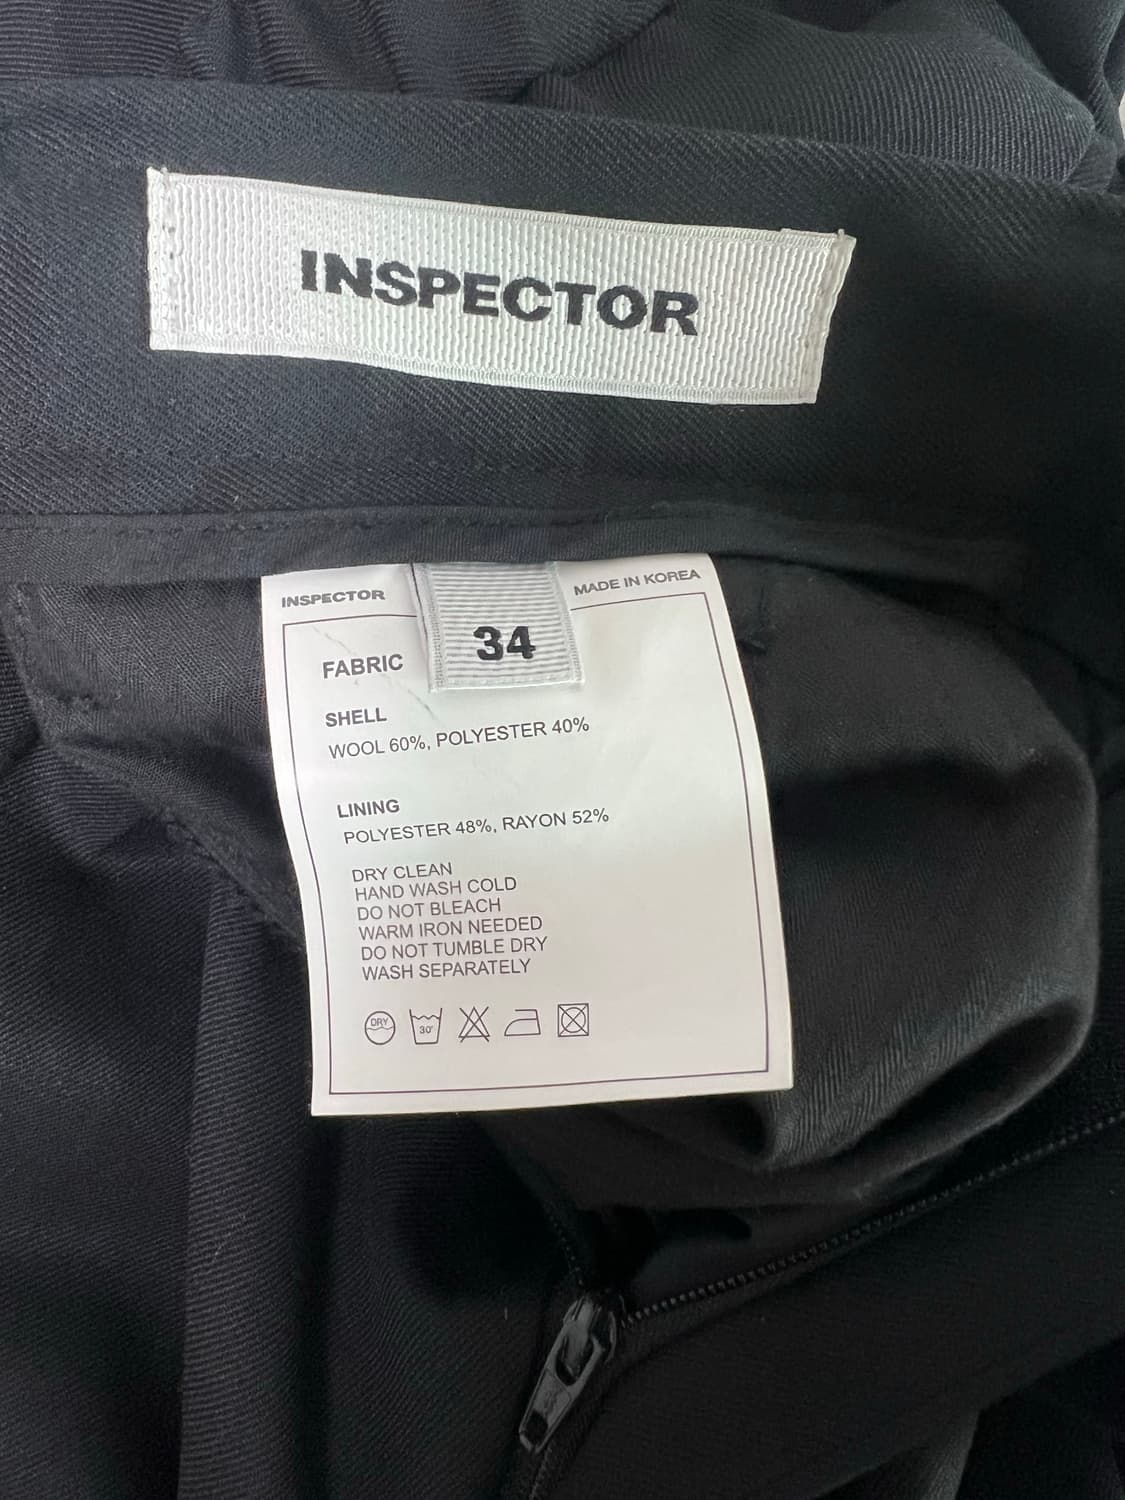 INSPECTOR
INSPECTOR
MADE IN KOREA
34
FABRIC
SHELL
WOOL 60%, POLYESTER 40%
LINING
POLYESTER 48%, RAYON 52%
DRY CLEAN
HAND WASH COLD
DO NOT BLEACH
WARM IRON NEEDED
DO NOT TUMBLE DRY
WASH SEPARATELY
DRY
30°